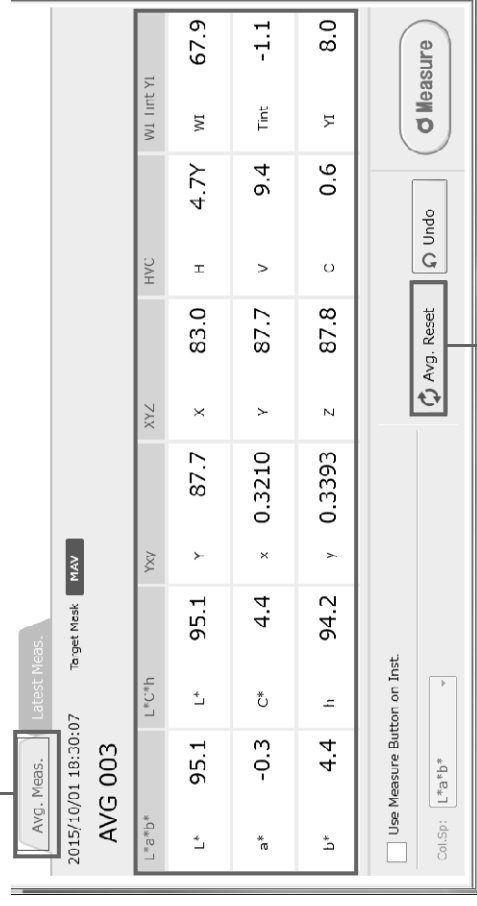 Avg. Meas. Latest Meas.
2015/10/01 18:30:07 Target Mask MAV
AVG 003
L*a*b* L*C*h Yxy XYZ HVC WI Tint YI
L* 95.1 L* 95.1 Y 87.7 X 83.0 H 4.7Y WI 67.9
a* -0.3 C* 4.4 x 0.3210 Y 87.7 V 9.4 Tint -1.1
b* 4.4 h 94.2 y 0.3393 Z 87.8 C 0.6 YI 8.0
Use Measure Button on Inst.
Col.Sp: L*a*b*
Avg. Reset Undo Measure